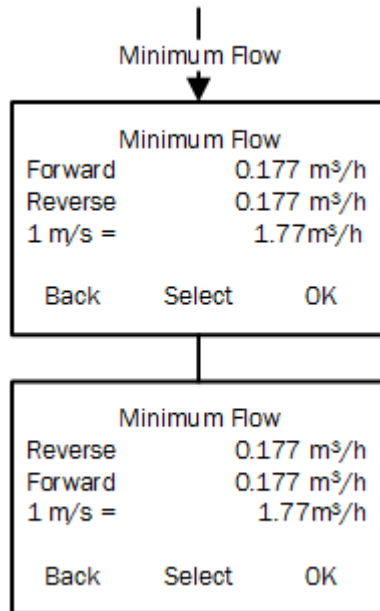 Minimum Flow
Minimum Flow
Forward 0.177 m³/h
Reverse 0.177 m³/h
1 m/s = 1.77m³/h
Back Select OK
Minimum Flow
Reverse 0.177 m³/h
Forward 0.177 m³/h
1 m/s = 1.77m³/h
Back Select OK